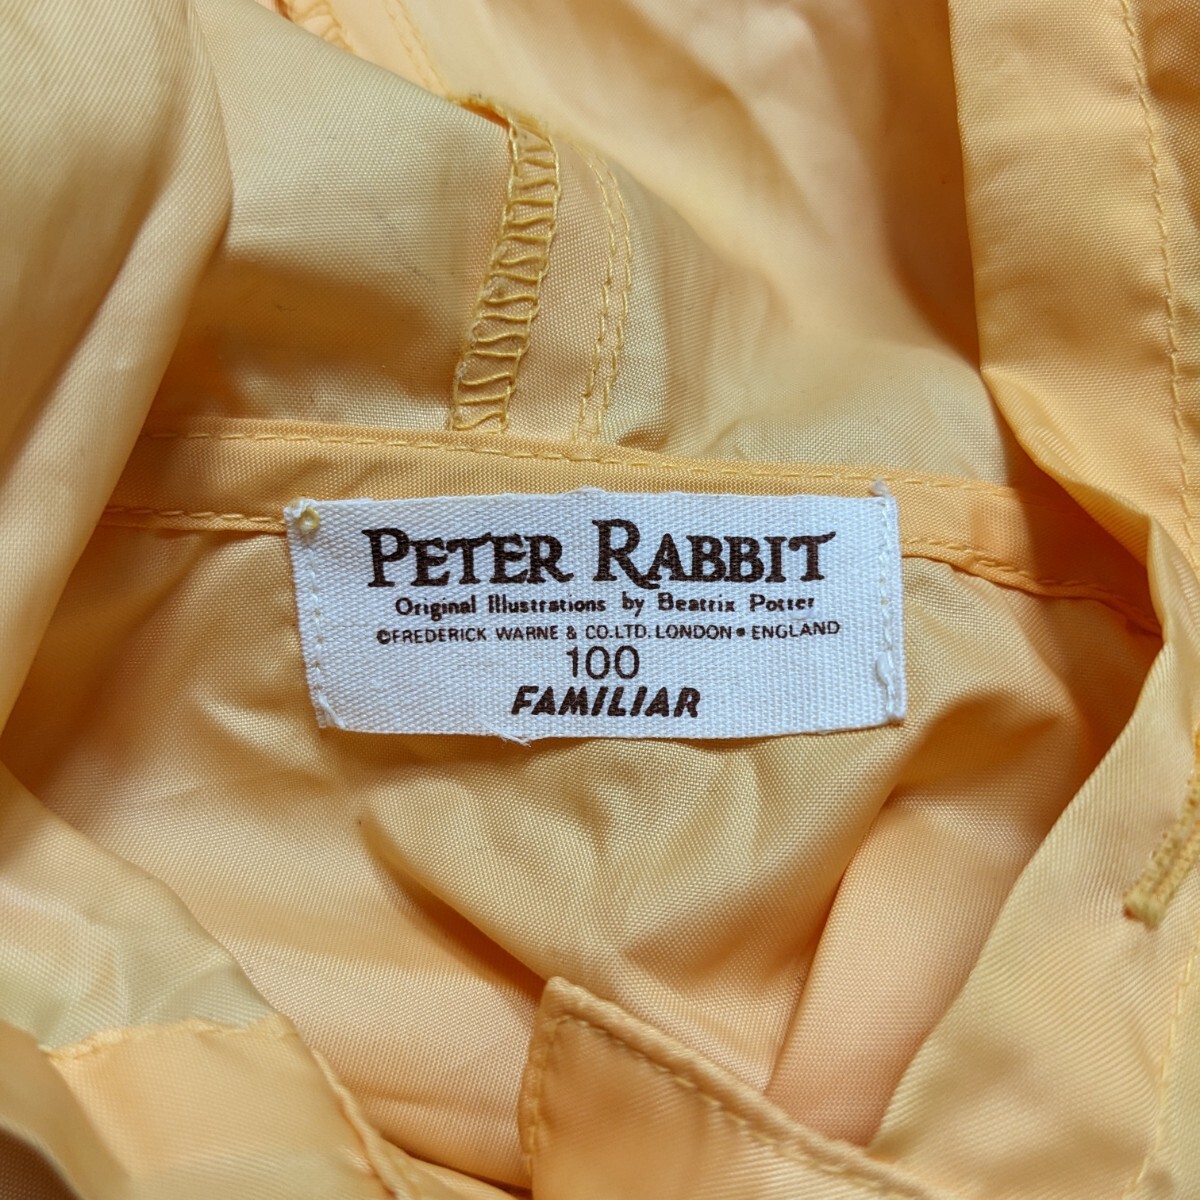 PETER RABBIT
Original Illustrations by Beatrix Potter
©FREDERICK WARNE & CO.LTD. LONDON • ENGLAND
100
FAMILIAR